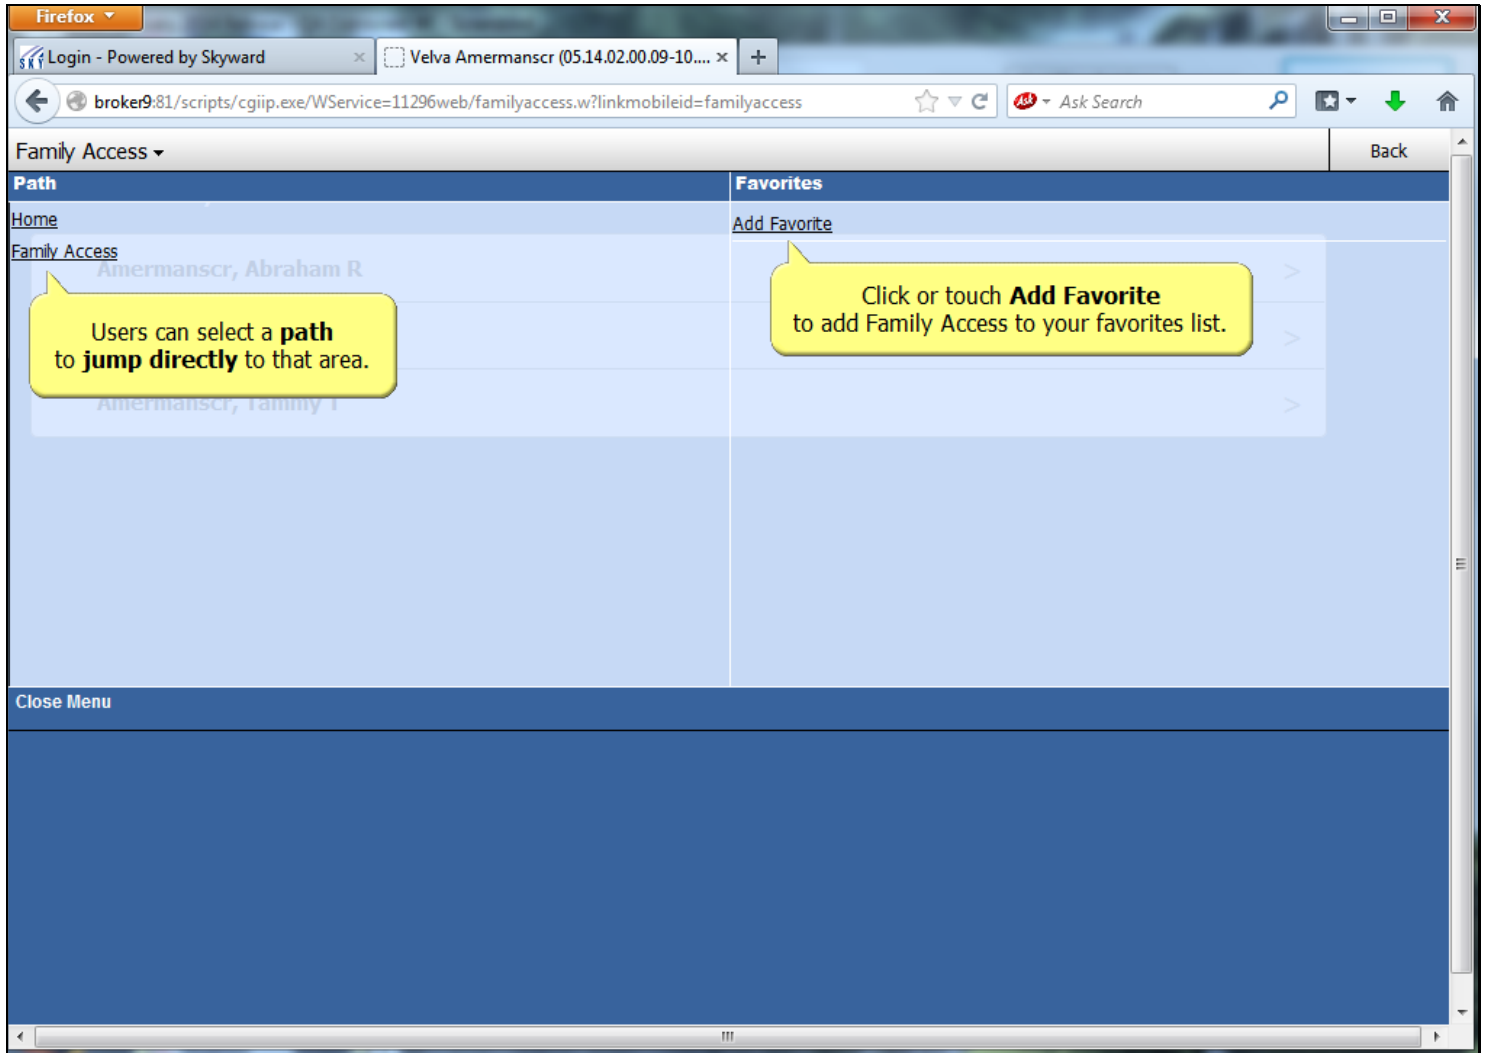 Firefox
Login - Powered by Skyward
Velva Amermanscr (05.14.02.00.09-10....
broker9:81/scripts/cgiip.exe/WService=11296web/familyaccess.w?linkmobileid=familyaccess
Ask
Ask Search
Family Access
Back
Path
Favorites
Home
Add Favorite
Family Access
Amermanscr, Abraham R
>
Click or touch Add Favorite
to add Family Access to your favorites list.
Users can select a path
to jump directly to that area.
>
Amermanscr, Tammy T
>
Close Menu